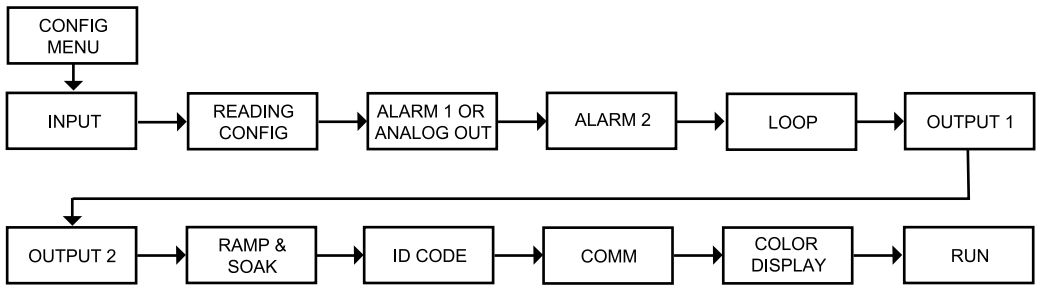 CONFIG
MENU
INPUT
READING
CONFIG
ALARM 1 OR
ANALOG OUT
ALARM 2
LOOP
OUTPUT 1
OUTPUT 2
RAMP &
SOAK
ID CODE
COMM
COLOR
DISPLAY
RUN